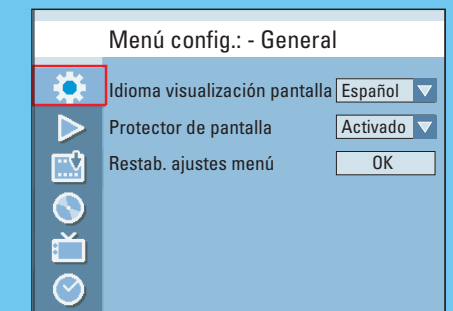 Menú config.: - General
Idioma visualización pantalla Español
Protector de pantalla Activado
Restab. ajustes menú OK